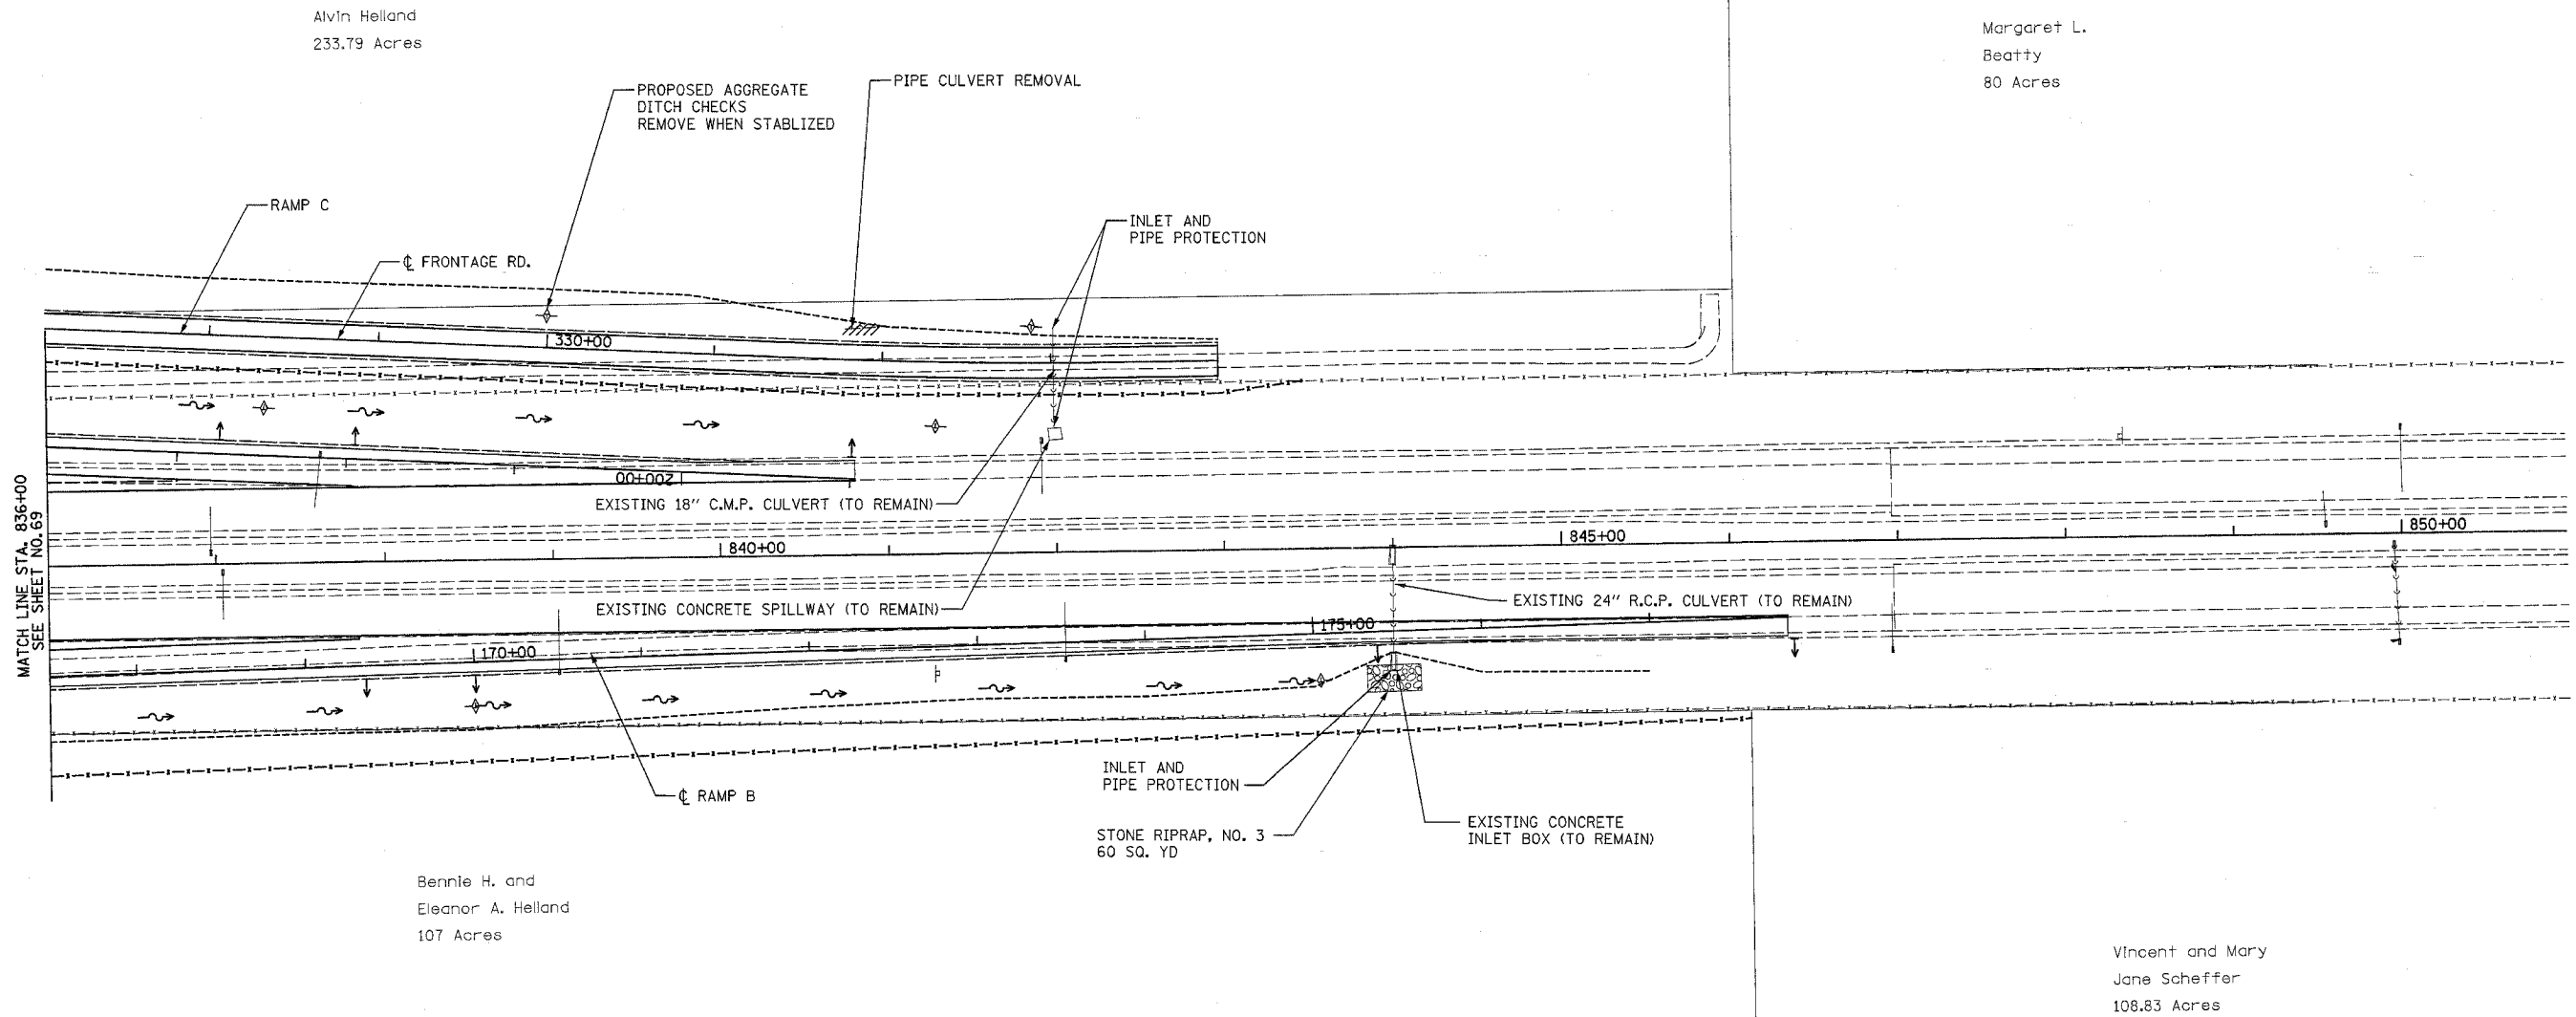 Alvin Helland
233.79 Acres
Margaret L.
Beatty
80 Acres
PROPOSED AGGREGATE
DITCH CHECKS
REMOVE WHEN STABLIZED
PIPE CULVERT REMOVAL
RAMP C
INLET AND
PIPE PROTECTION
℄ FRONTAGE RD.
330+00
200+00
EXISTING 18" C.M.P. CULVERT (TO REMAIN)
MATCH LINE STA. 836+00
SEE SHEET NO. 69
840+00
845+00
850+00
EXISTING CONCRETE SPILLWAY (TO REMAIN)
EXISTING 24" R.C.P. CULVERT (TO REMAIN)
175+00
170+00
℄ RAMP B
INLET AND
PIPE PROTECTION
STONE RIPRAP, NO. 3
60 SQ. YD
EXISTING CONCRETE
INLET BOX (TO REMAIN)
Bennie H. and
Eleanor A. Helland
107 Acres
Vincent and Mary
Jane Scheffer
108.83 Acres